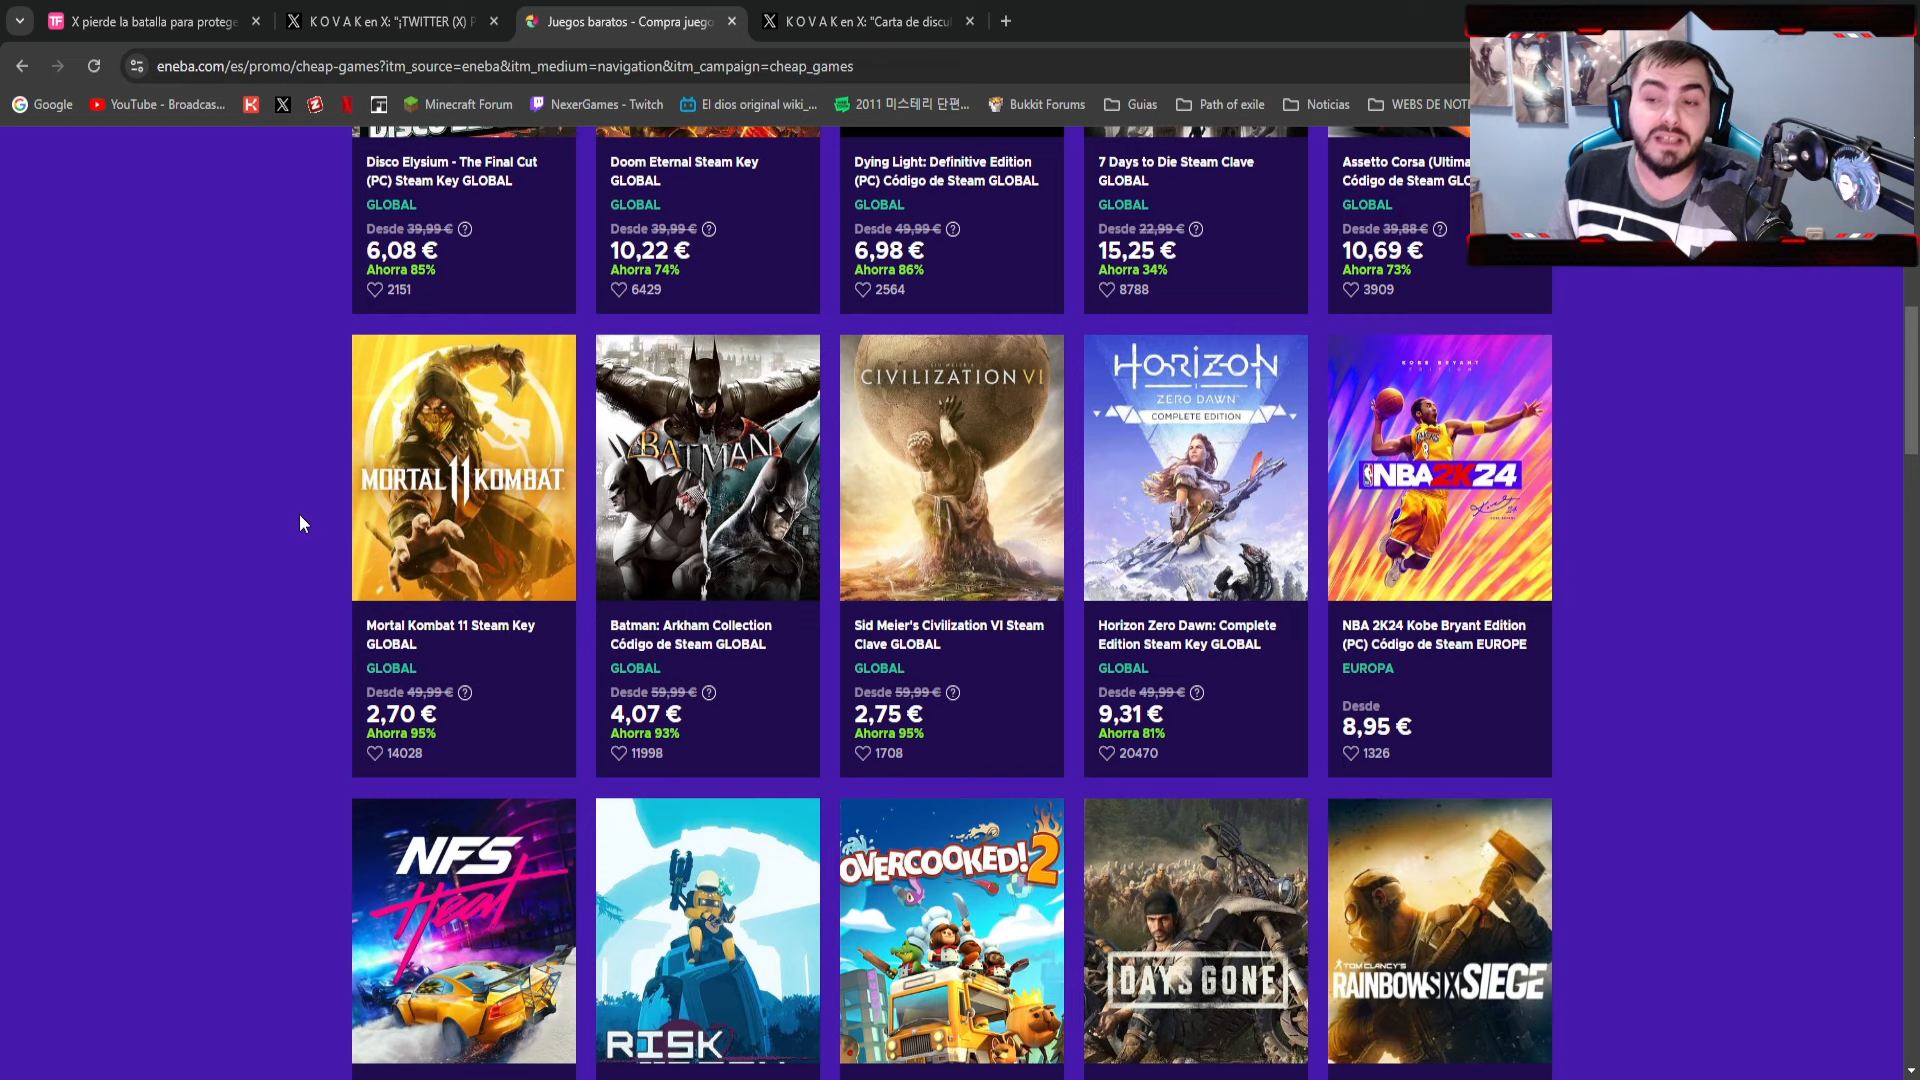 X pierde la batalla para protege
K O V A K en X: "¡TWITTER (X) P
Juegos baratos - Compra juego
K O V A K en X: "Carta de discul
eneba.com/es/promo/cheap-games?itm_source=eneba&itm_medium=navigation&itm_campaign=cheap_games
Google
YouTube - Broadcas...
Minecraft Forum
NexerGames - Twitch
El dios original wiki_...
2011 미스테리 단편...
Bukkit Forums
Guias
Path of exile
Noticias
WEBS DE NOTI
Disco Elysium - The Final Cut
(PC) Steam Key GLOBAL
GLOBAL
Desde 39,99 €
6,08 €
Ahorra 85%
2151
Doom Eternal Steam Key
GLOBAL
GLOBAL
Desde 39,99 €
10,22 €
Ahorra 74%
6429
Dying Light: Definitive Edition
(PC) Código de Steam GLOBAL
GLOBAL
Desde 49,99 €
6,98 €
Ahorra 86%
2564
7 Days to Die Steam Clave
GLOBAL
GLOBAL
Desde 22,99 €
15,25 €
Ahorra 34%
8788
Assetto Corsa (Ultima
Código de Steam GLO
GLOBAL
Desde 39,88 €
10,69 €
Ahorra 73%
3909
MORTAL 11 KOMBAT
Mortal Kombat 11 Steam Key
GLOBAL
GLOBAL
Desde 49,99 €
2,70 €
Ahorra 95%
14028
BATMAN
Batman: Arkham Collection
Código de Steam GLOBAL
GLOBAL
Desde 59,99 €
4,07 €
Ahorra 93%
11998
SID MEIER'S
CIVILIZATION VI
Sid Meier's Civilization VI Steam
Clave GLOBAL
GLOBAL
Desde 59,99 €
2,75 €
Ahorra 95%
1708
HORIZON
ZERO DAWN
COMPLETE EDITION
Horizon Zero Dawn: Complete
Edition Steam Key GLOBAL
GLOBAL
Desde 49,99 €
9,31 €
Ahorra 81%
20470
KOBE BRYANT
EDITION
NBA 2K24
NBA 2K24 Kobe Bryant Edition
(PC) Código de Steam EUROPE
EUROPA
Desde
8,95 €
1326
NFS
Heat
RISK
OVERCOOKED! 2
DAYS GONE
TOM CLANCY'S
RAINBOW SIX SIEGE